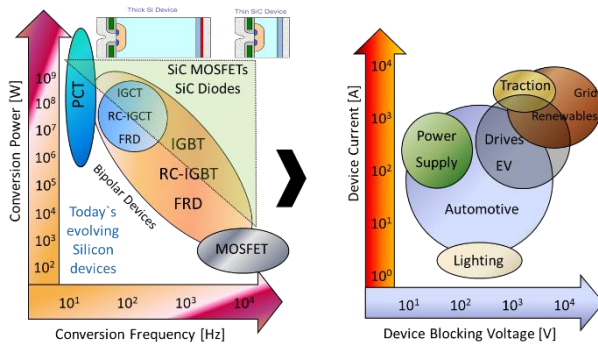 Thick Si Device
Thin SiC Device
Conversion Power [W]
10⁹
10⁸
10⁷
10⁶
10⁵
10⁴
10³
10²
PCT
SiC MOSFETs
SiC Diodes
IGCT
RC-IGCT
FRD
IGBT
RC-IGBT
FRD
Bipolar Devices
Today`s
evolving
Silicon
devices
MOSFET
10¹ 10² 10³ 10⁴
Conversion Frequency [Hz]
Device Current [A]
10⁴
10³
10²
10¹
10⁰
Traction
Grid
Renewables
Power
Supply
Drives
EV
Automotive
Lighting
10¹ 10² 10³ 10⁴
Device Blocking Voltage [V]